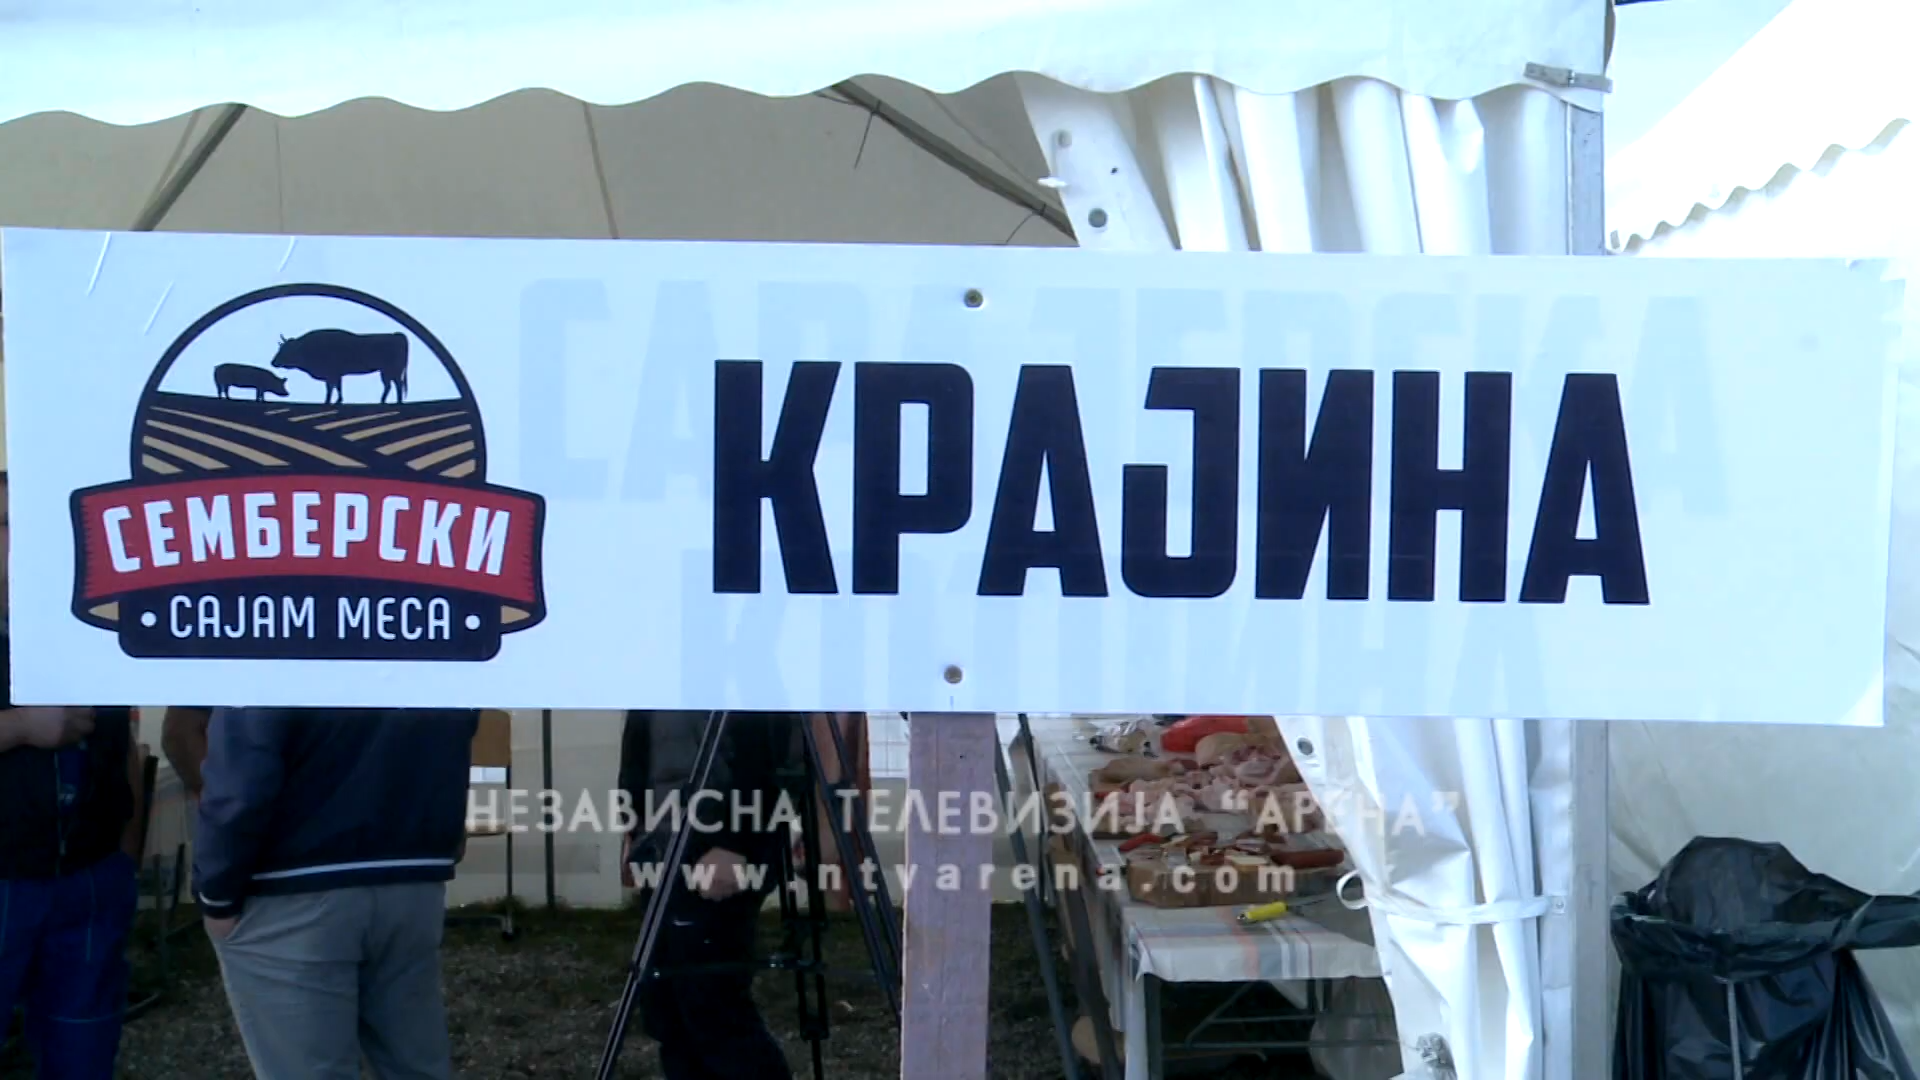 СЕМБЕРСКИ
• САЈАМ МЕСА •
КРАЈИНА
НЕЗАВИСНА ТЕЛЕВИЗИЈА “АРЕНА”
www.ntvarena.com